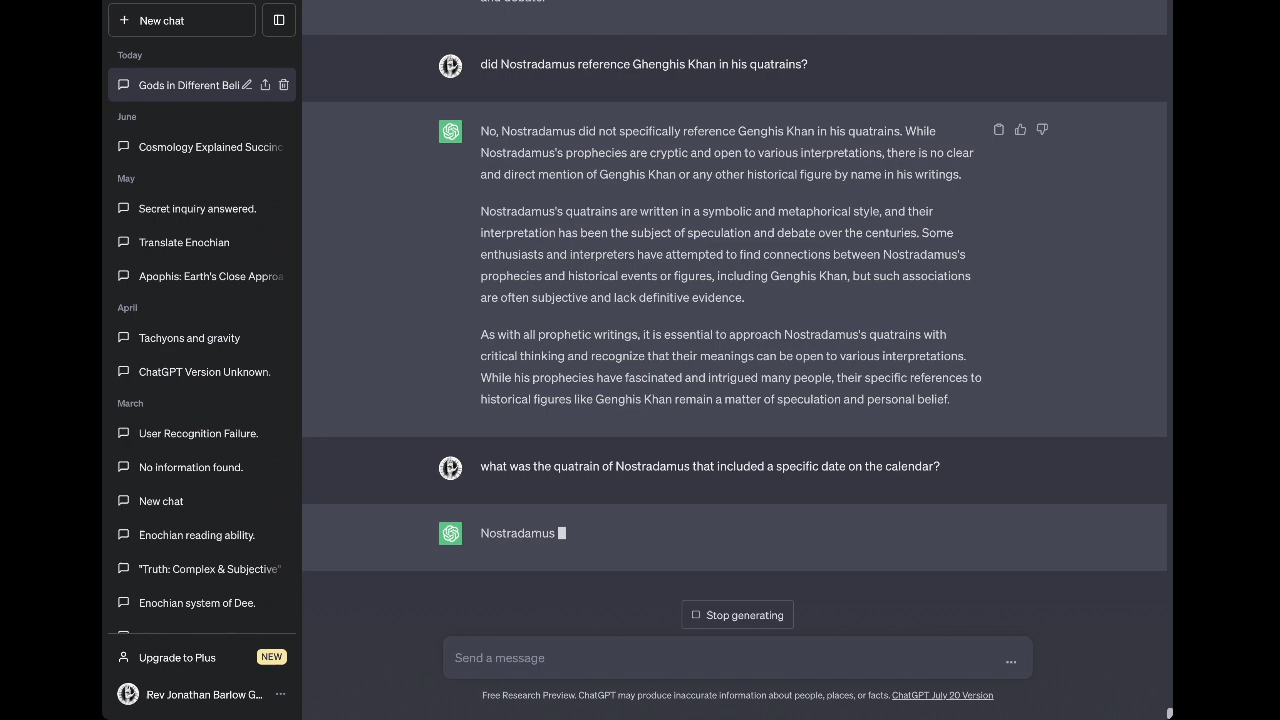 New chat
Today
Gods in Different Beli
June
Cosmology Explained Succinc
May
Secret inquiry answered.
Translate Enochian
Apophis: Earth's Close Approa
April
Tachyons and gravity
ChatGPT Version Unknown.
March
User Recognition Failure.
No information found.
New chat
Enochian reading ability.
"Truth: Complex & Subjective"
Enochian system of Dee.
Upgrade to Plus NEW
Rev Jonathan Barlow G...
did Nostradamus reference Ghenghis Khan in his quatrains?
No, Nostradamus did not specifically reference Genghis Khan in his quatrains. While
Nostradamus's prophecies are cryptic and open to various interpretations, there is no clear
and direct mention of Genghis Khan or any other historical figure by name in his writings.
Nostradamus's quatrains are written in a symbolic and metaphorical style, and their
interpretation has been the subject of speculation and debate over the centuries. Some
enthusiasts and interpreters have attempted to find connections between Nostradamus's
prophecies and historical events or figures, including Genghis Khan, but such associations
are often subjective and lack definitive evidence.
As with all prophetic writings, it is essential to approach Nostradamus's quatrains with
critical thinking and recognize that their meanings can be open to various interpretations.
While his prophecies have fascinated and intrigued many people, their specific references to
historical figures like Genghis Khan remain a matter of speculation and personal belief.
what was the quatrain of Nostradamus that included a specific date on the calendar?
Nostradamus
Stop generating
Send a message
Free Research Preview. ChatGPT may produce inaccurate information about people, places, or facts. ChatGPT July 20 Version